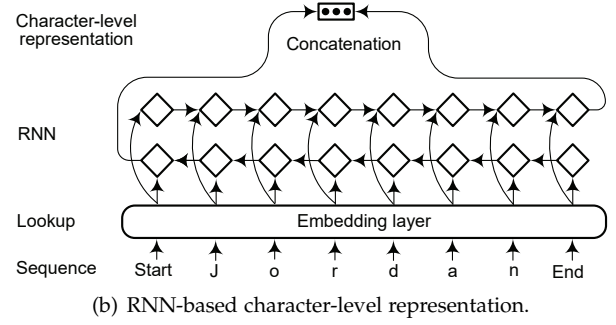 Character-level
representation
Concatenation
RNN
Lookup
Embedding layer
Sequence Start J o r d a n End
(b) RNN-based character-level representation.